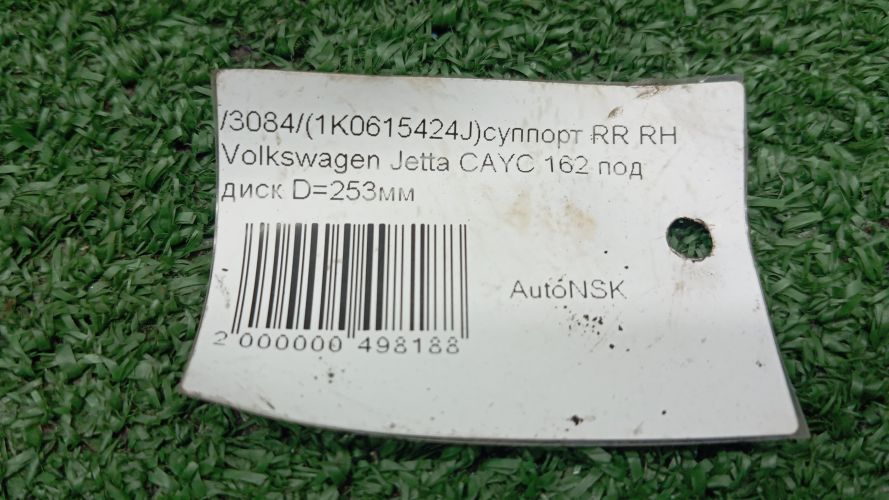 /3084/(1K0615424J)суппорт RR RH
Volkswagen Jetta CAYC 162 под
диск D=253мм
AutoNSK
2 000000 498188